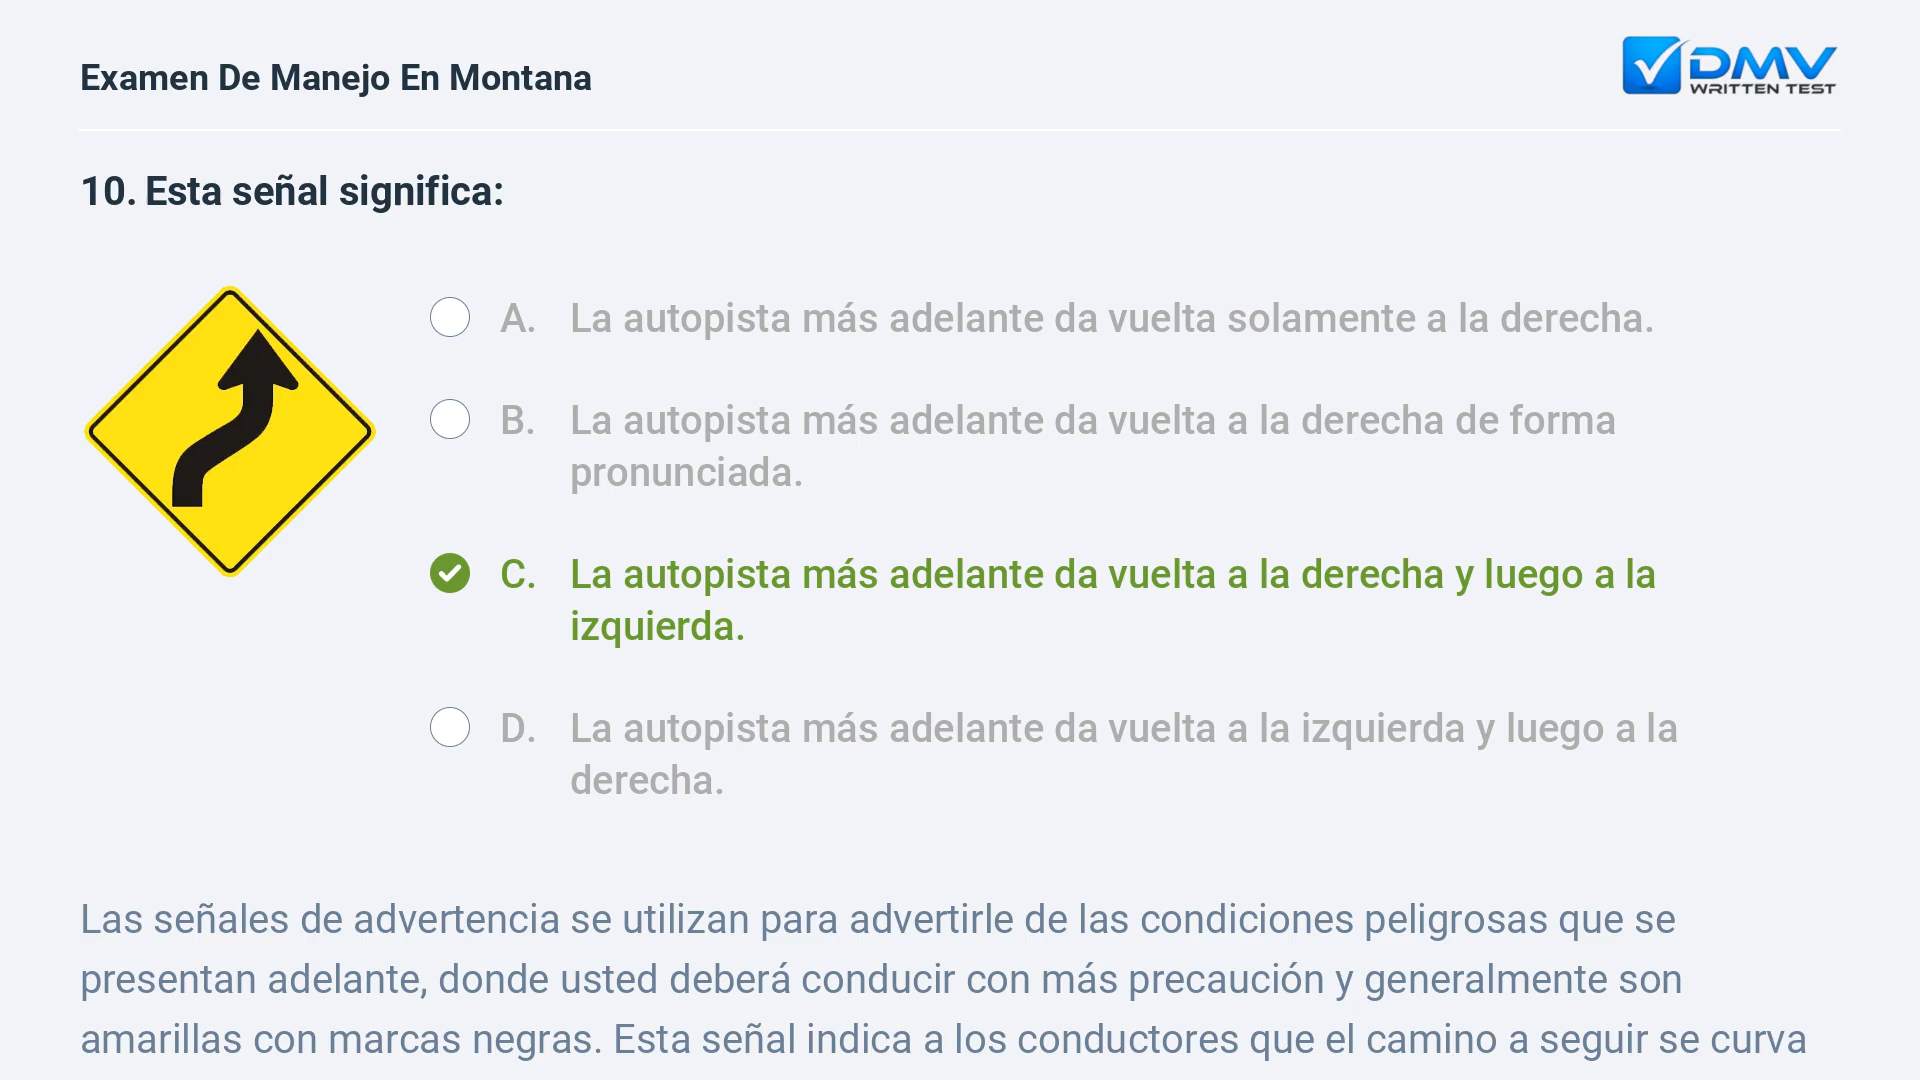 Examen De Manejo En Montana
DMV
WRITTEN TEST
10. Esta señal significa:
A. La autopista más adelante da vuelta solamente a la derecha.
B. La autopista más adelante da vuelta a la derecha de forma
pronunciada.
C. La autopista más adelante da vuelta a la derecha y luego a la
izquierda.
D. La autopista más adelante da vuelta a la izquierda y luego a la
derecha.
Las señales de advertencia se utilizan para advertirle de las condiciones peligrosas que se
presentan adelante, donde usted deberá conducir con más precaución y generalmente son
amarillas con marcas negras. Esta señal indica a los conductores que el camino a seguir se curva